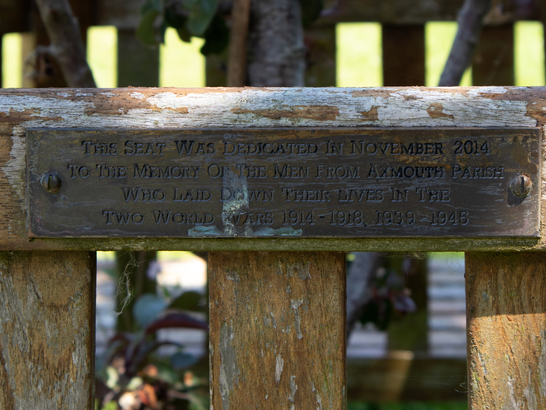 This Seat Was Dedicated In November 2014
To The Memory Of The Men From Axmouth Parish
Who Laid Down Their Lives In The
Two World Wars 1914-1918, 1939-1945